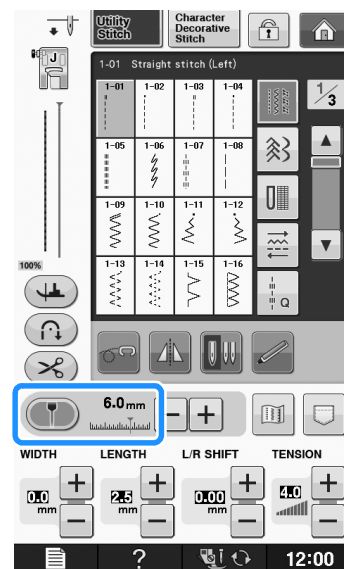 Utility
Stitch
Character
Decorative
Stitch
J
1-01 Straight stitch (Left)
1-01 1-02 1-03 1-04
1/3
1-05 1-06 1-07 1-08
1-09 1-10 1-11 1-12
1-13 1-14 1-15 1-16
100%
Q
6.0 mm
- +
WIDTH LENGTH L/R SHIFT TENSION
+ + + +
0.0 mm 2.5 mm 0.00 mm 4.0
- - - -
? 12:00